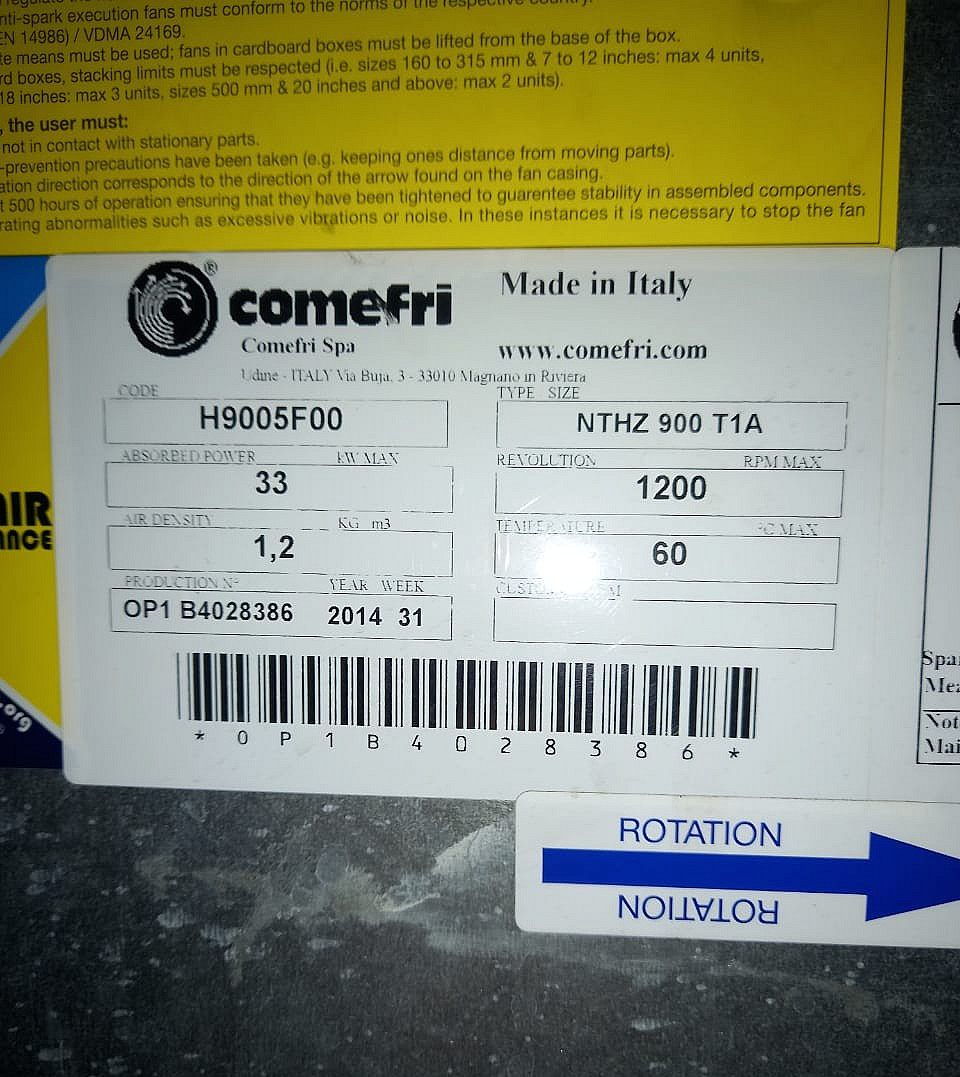 nti-spark execution fans must conform to the norms of the respective country.
EN 14986) / VDMA 24169.
te means must be used; fans in cardboard boxes must be lifted from the base of the box.
rd boxes, stacking limits must be respected (i.e. sizes 160 to 315 mm & 7 to 12 inches: max 4 units,
18 inches: max 3 units, sizes 500 mm & 20 inches and above: max 2 units).
, the user must:
not in contact with stationary parts.
-prevention precautions have been taken (e.g. keeping ones distance from moving parts).
ation direction corresponds to the direction of the arrow found on the fan casing.
t 500 hours of operation ensuring that they have been tightened to guarentee stability in assembled components.
rating abnormalities such as excessive vibrations or noise. In these instances it is necessary to stop the fan
comefri ®
Made in Italy
Comefri Spa
www.comefri.com
Udine - ITALY Via Buja, 3 - 33010 Magnano in Riviera
CODE
TYPE SIZE
H9005F00
NTHZ 900 T1A
ABSORBED POWER KW MAX
REVOLUTION RPM MAX
33
1200
AIR DENSITY KG m3
TEMPERATURE °C MAX
1,2
60
PRODUCTION N° YEAR WEEK
OP1 B4028386 2014 31
*OP1B4028386*
AIR
ANCE
.org
Spa
Mea
Not
Mai
ROTATION
ROTATION